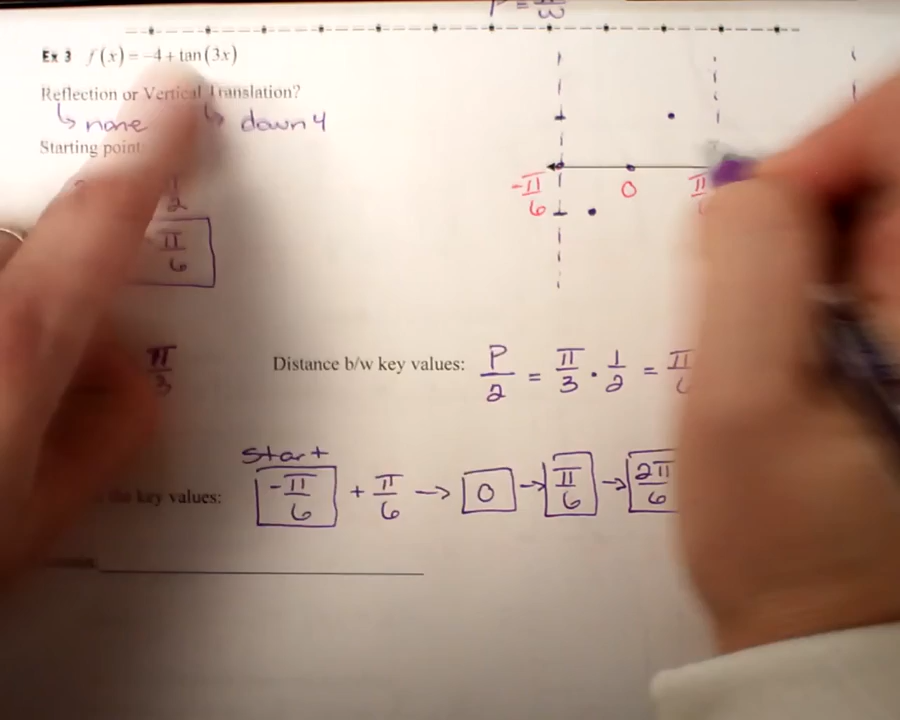 P = π/ω
Ex 3 f(x) = -4 + tan(3x)
Reflection or Vertical Translation?
↳ none ↳ down 4
Starting point
π/6
-π/6 0 π
π/3
Distance b/w key values: P/2 = π/3 · 1/2 = π/6
Start
key values: -π/6 + π/6 → 0 → π/6 → 2π/6